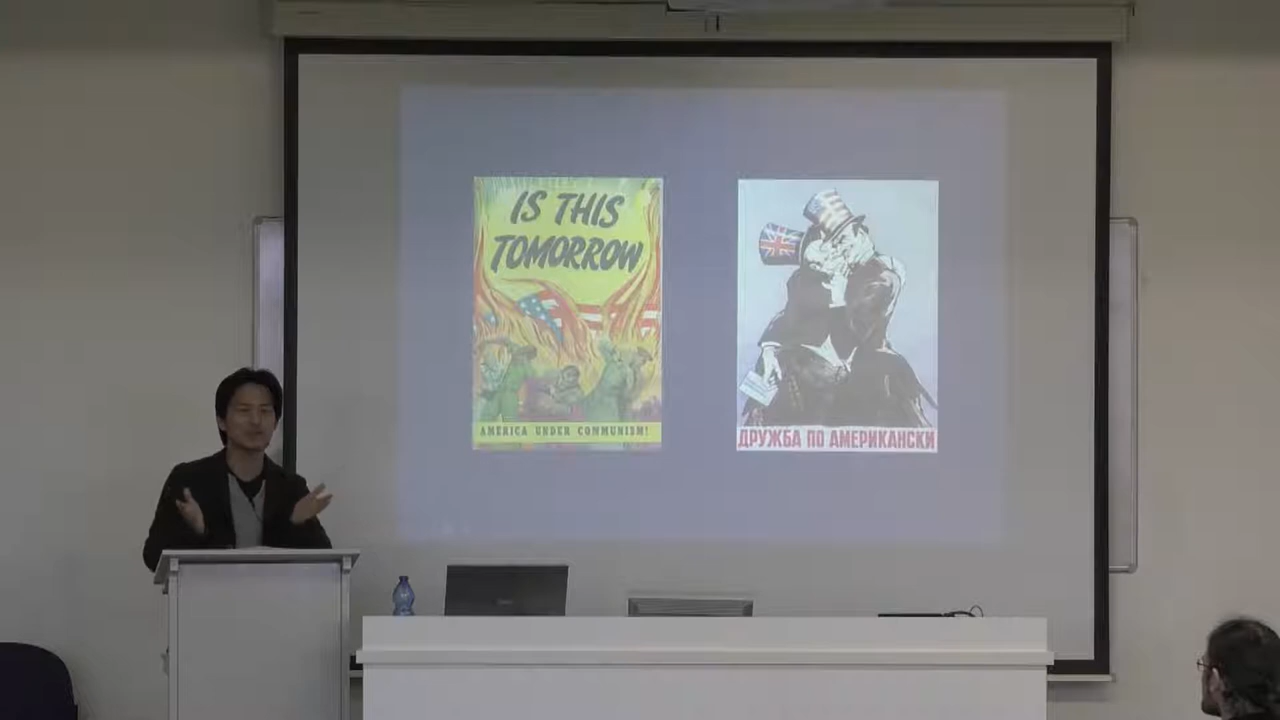 IS THIS
TOMORROW
AMERICA UNDER COMMUNISM!
ДРУЖБА ПО АМЕРИКАНСКИ